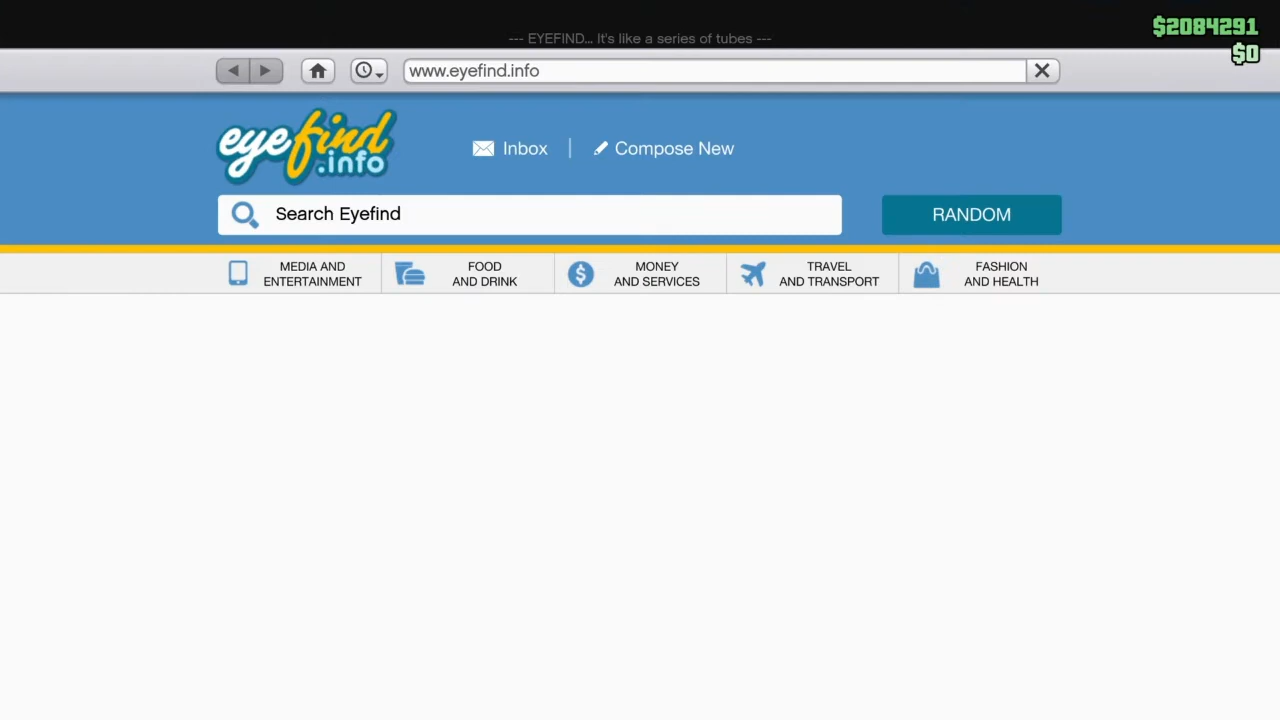 $2084291
--- EYEFIND... It's like a series of tubes ---
$0
www.eyefind.info
eyefind
.info
Inbox
Compose New
Search Eyefind
RANDOM
MEDIA AND
ENTERTAINMENT
FOOD
AND DRINK
MONEY
AND SERVICES
TRAVEL
AND TRANSPORT
FASHION
AND HEALTH